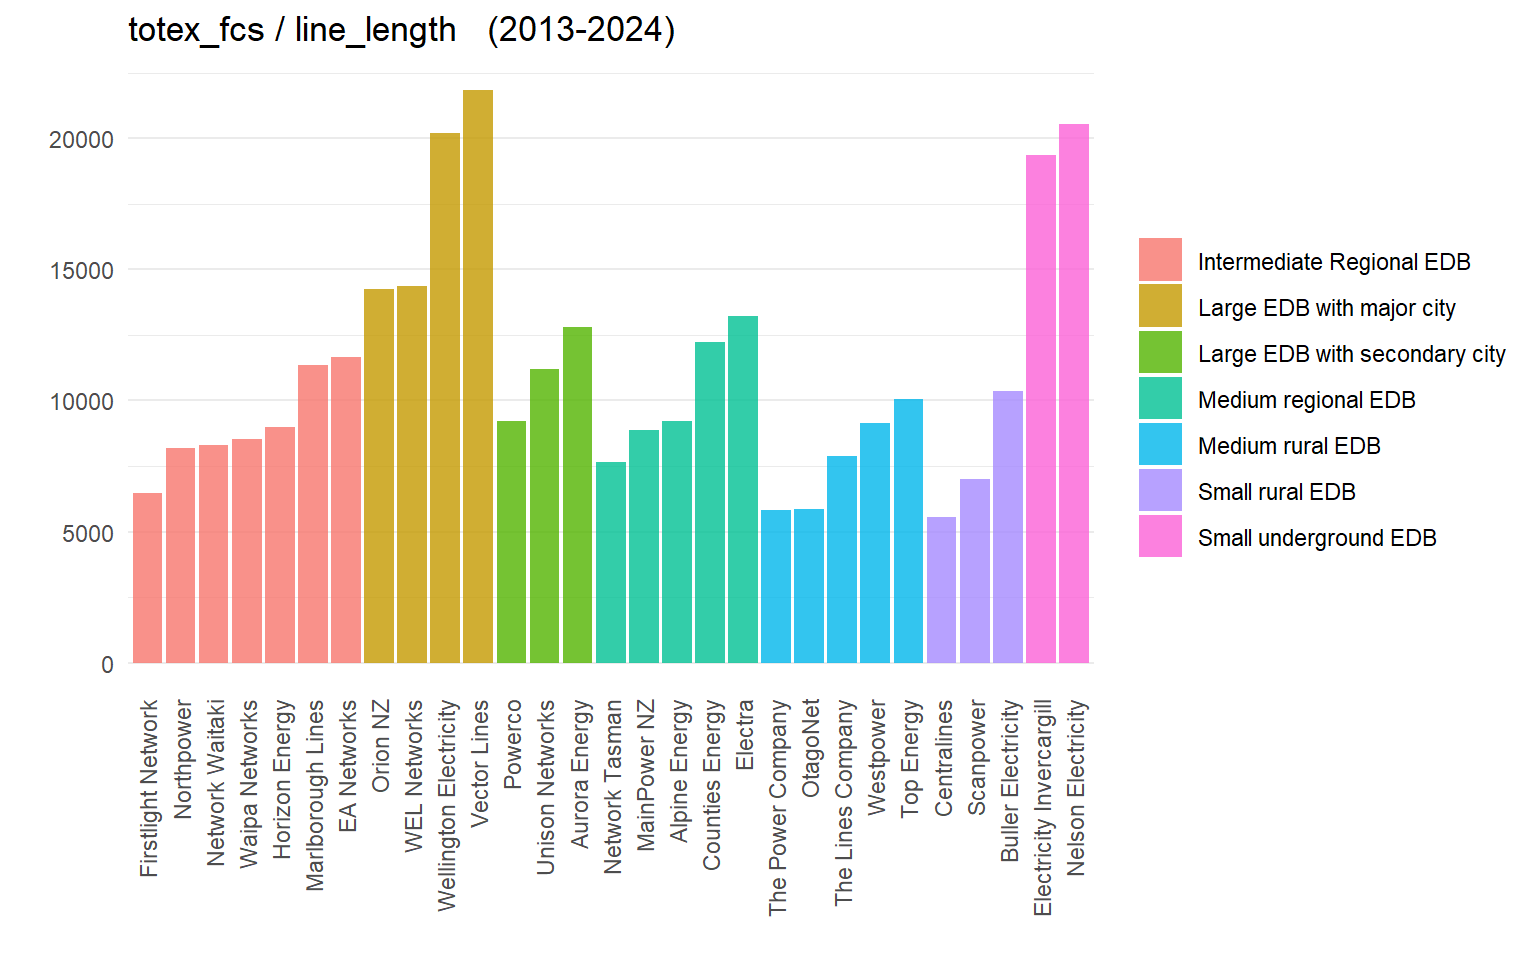 totex_fcs / line_length (2013-2024)
20000
15000
10000
5000
0
Firstlight Network
Northpower
Network Waitaki
Waipa Networks
Horizon Energy
Marlborough Lines
EA Networks
Orion NZ
WEL Networks
Wellington Electricity
Vector Lines
Powerco
Unison Networks
Aurora Energy
Network Tasman
MainPower NZ
Alpine Energy
Counties Energy
Electra
The Power Company
OtagoNet
The Lines Company
Westpower
Top Energy
Centralines
Scanpower
Buller Electricity
Electricity Invercargill
Nelson Electricity
Intermediate Regional EDB
Large EDB with major city
Large EDB with secondary city
Medium regional EDB
Medium rural EDB
Small rural EDB
Small underground EDB